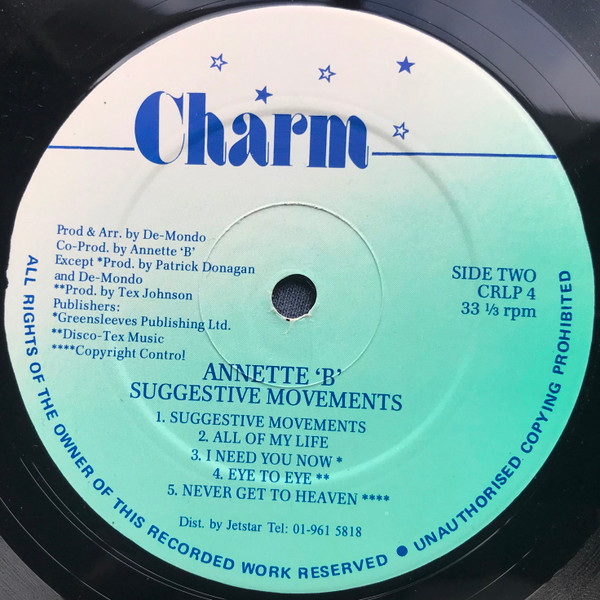 Charm
Prod & Arr. by De-Mondo
Co-Prod. by Annette ‘B’
Except *Prod. by Patrick Donagan
and De-Mondo
**Prod. by Tex Johnson
Publishers:
*Greensleeves Publishing Ltd.
**Disco-Tex Music
****Copyright Control
SIDE TWO
CRLP 4
33 ⅓ rpm
ANNETTE ‘B’
SUGGESTIVE MOVEMENTS
1. SUGGESTIVE MOVEMENTS
2. ALL OF MY LIFE
3. I NEED YOU NOW *
4. EYE TO EYE **
5. NEVER GET TO HEAVEN ****
Dist. by Jetstar Tel: 01-961 5818
ALL RIGHTS OF THE OWNER OF THIS RECORDED WORK RESERVED ● UNAUTHORISED COPYING PROHIBITED